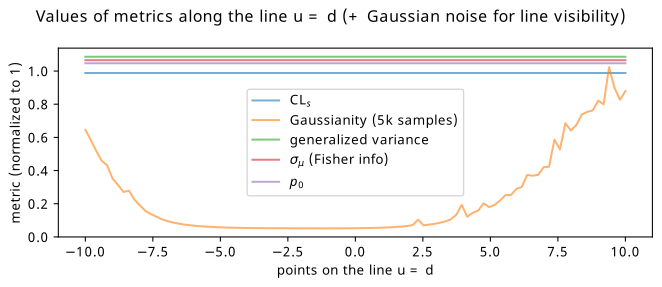 Values of metrics along the line u = d (+ Gaussian noise for line visibility)
metric (normalized to 1)
1.0
0.8
0.6
0.4
0.2
0.0
CLₛ
Gaussianity (5k samples)
generalized variance
σ_μ (Fisher info)
p₀
−10.0 −7.5 −5.0 −2.5 0.0 2.5 5.0 7.5 10.0
points on the line u = d